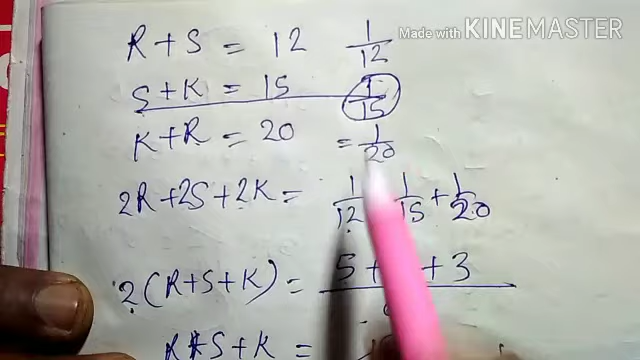 Made with KINEMASTER
R + S = 12 1/12
S + K = 15 1/15
K + R = 20 = 1/20
2R + 2S + 2K = 1/12 1/15 + 1/20
2(R + S + K) = 5 + + 3
S + K =